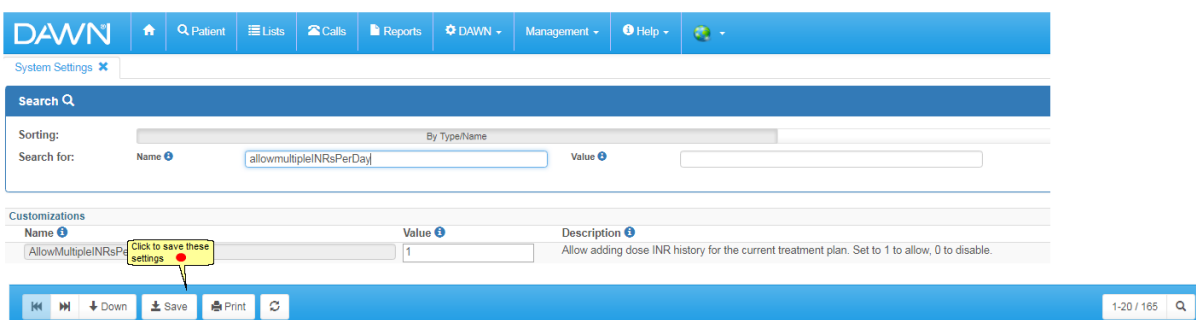 DAWN® Patient Lists Calls Reports DAWN Management Help
System Settings
Search
Sorting: By Type/Name
Search for: Name allowmultipleINRsPerDay Value
Customizations
Name Value Description
AllowMultipleINRsPe 1 Allow adding dose INR history for the current treatment plan. Set to 1 to allow, 0 to disable.
Click to save these
settings
Down Save Print 1-20 / 165